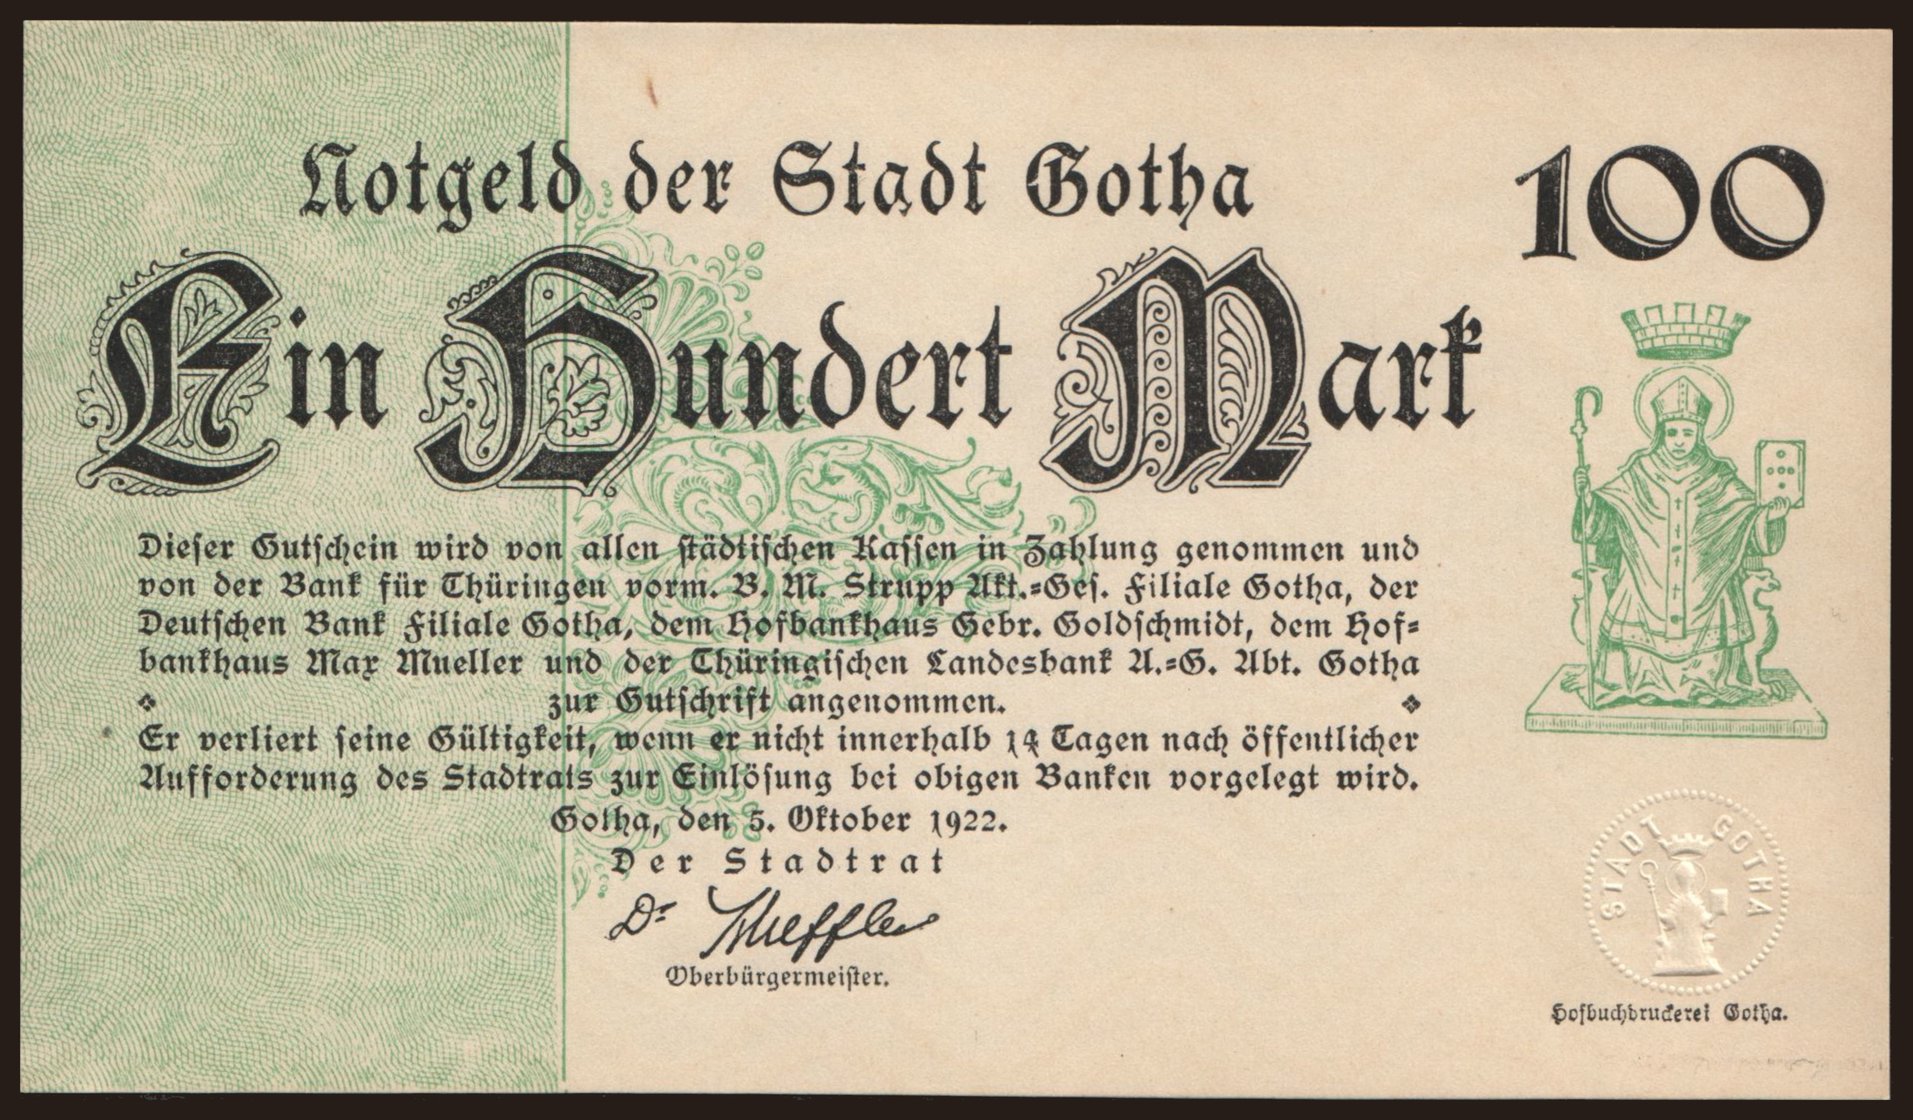 Notgeld der Stadt Gotha
100
Ein Hundert Mark
Dieser Gutschein wird von allen städtischen Kassen in Zahlung genommen und
von der Bank für Thüringen vorm. B. M. Strupp Akt.=Ges. Filiale Gotha, der
Deutschen Bank Filiale Gotha, dem Hofbankhaus Gebr. Goldschmidt, dem Hof=
bankhaus Max Mueller und der Thüringischen Landesbank A.=G. Abt. Gotha
zur Gutschrift angenommen.
Er verliert seine Gültigkeit, wenn er nicht innerhalb 14 Tagen nach öffentlicher
Aufforderung des Stadtrats zur Einlösung bei obigen Banken vorgelegt wird.
Gotha, den 5. Oktober 1922.
Der Stadtrat
Dr
Oberbürgermeister.
STADT GOTHA
Hofbuchdruckerei Gotha.